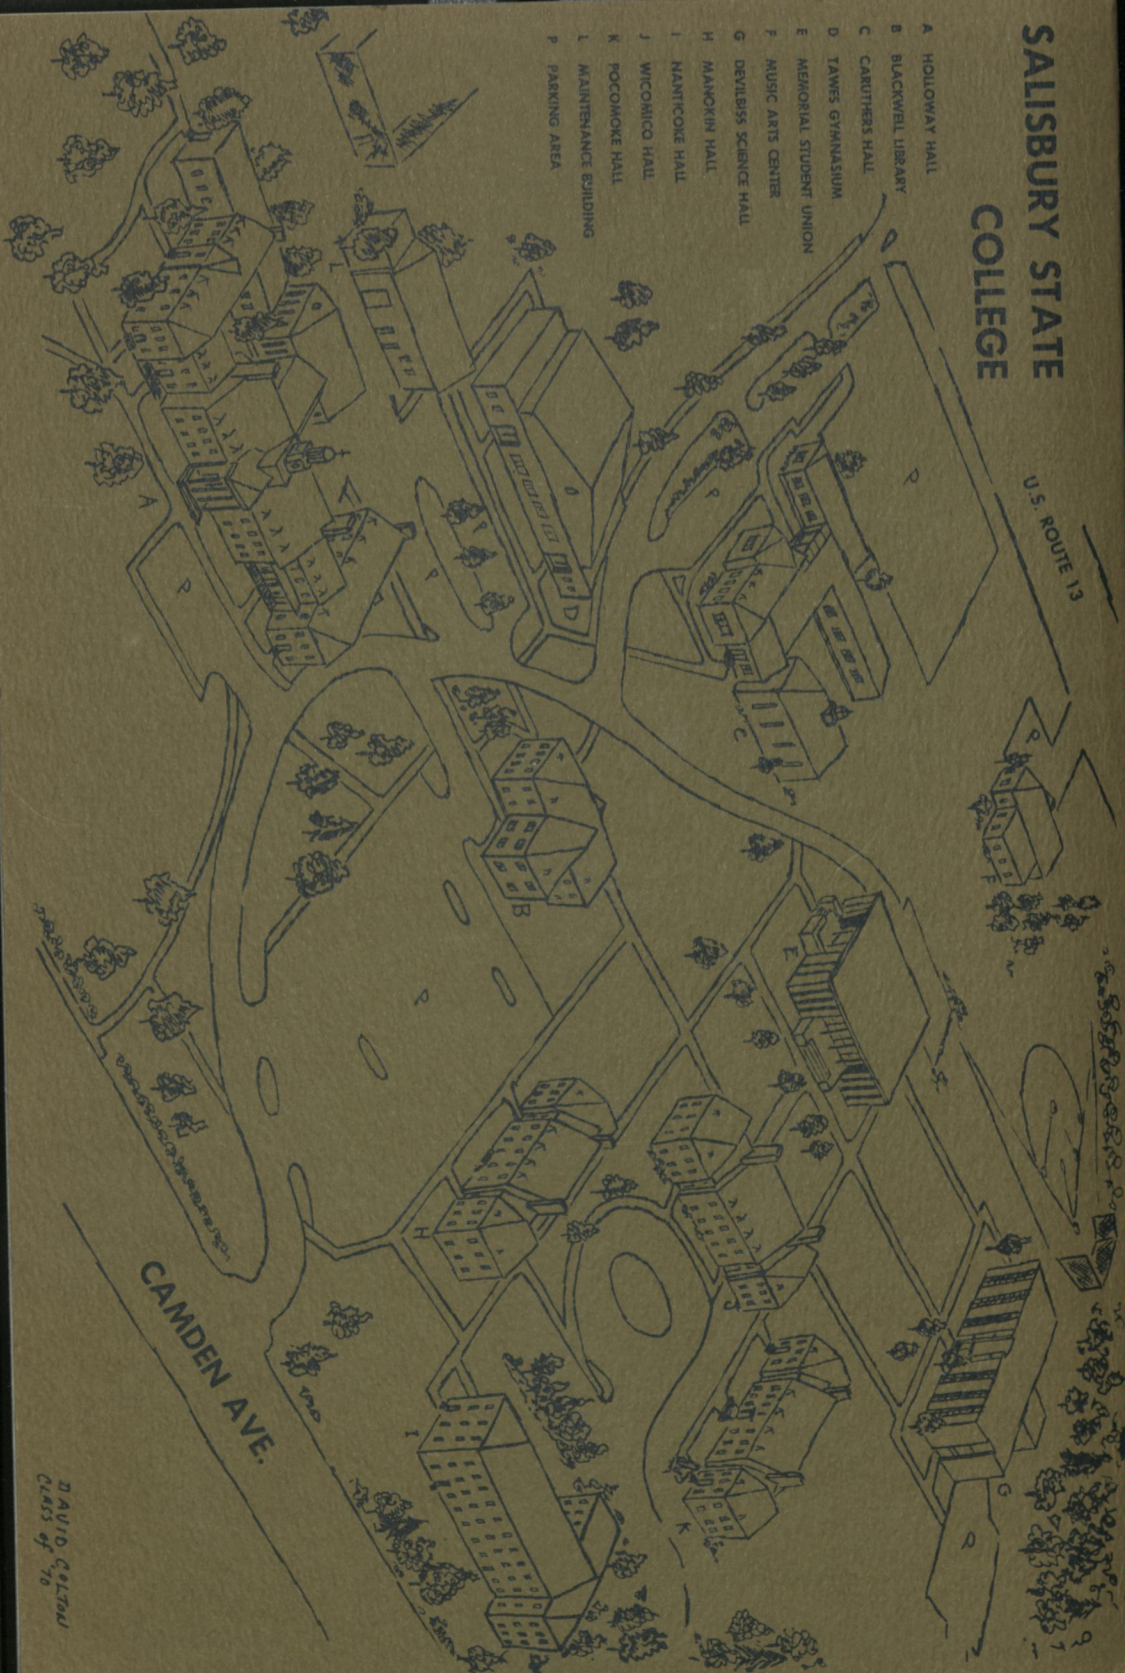 SALISBURY STATE
COLLEGE
A HOLLOWAY HALL
B BLACKWELL LIBRARY
C CARUTHERS HALL
D TAWES GYMNASIUM
E MEMORIAL STUDENT UNION
F MUSIC ARTS CENTER
G DEVILBISS SCIENCE HALL
H MANOKIN HALL
I NANTICOKE HALL
J WICOMICO HALL
K POCOMOKE HALL
L MAINTENANCE BUILDING
P PARKING AREA
U.S. ROUTE 13
P
P
F
P
C
E
G
P
D
P
L
B
P
J
K
H
I
A
P
CAMDEN AVE.
DAVID COLTON
CLASS of '70